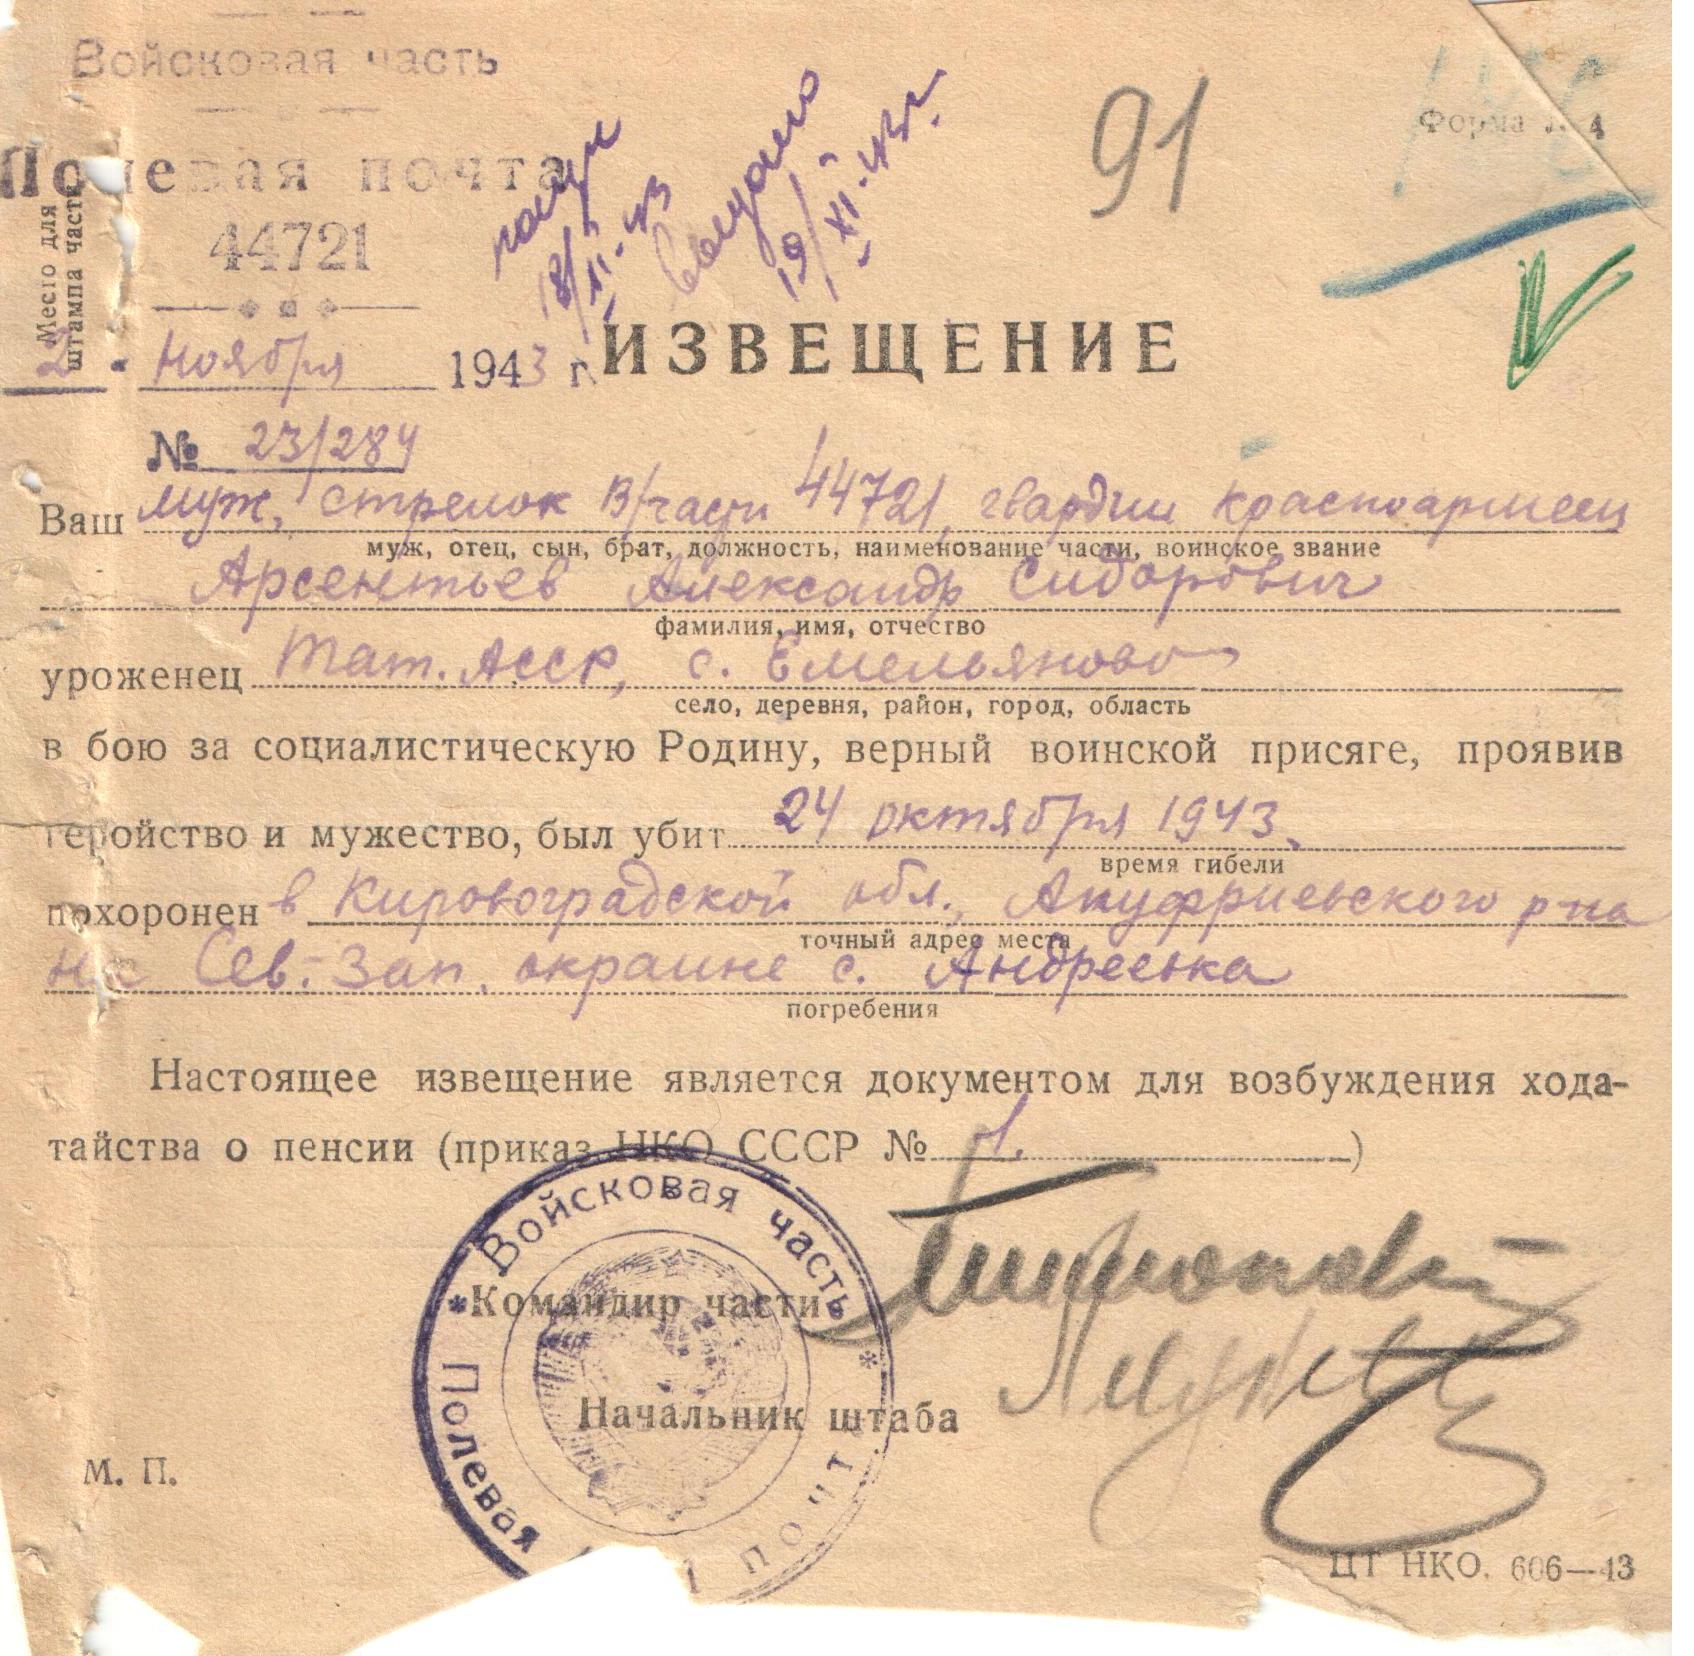 Войсковая часть
Полевая почта
44721
Место для
штампа части
Форма № 4
91
получ
18/XI-43
выдано
19/XI-43г.
2 " ноября 1943 г.
ИЗВЕЩЕНИЕ
№ 23/284
Ваш муж, стрелок в/части 44721, гвардии красноармеец
муж, отец, сын, брат, должность, наименование части, воинское звание
Арсентьев Александр Сидорович
фамилия, имя, отчество
уроженец Тат. АССР, с. Емельяново
село, деревня, район, город, область
в бою за социалистическую Родину, верный воинской присяге, проявив
геройство и мужество, был убит 24 октября 1943.
время гибели
похоронен в Кировоградской обл., Ануфриевского р-на
точный адрес места
на Сев.-Зап. окраине с. Андреевка
погребения
Настоящее извещение является документом для возбуждения хода-
тайства о пенсии (приказ НКО СССР № 1. )
Войсковая часть * Полевая почт
*Командир части
Начальник штаба
М. П.
ЦТ НКО. 606—43